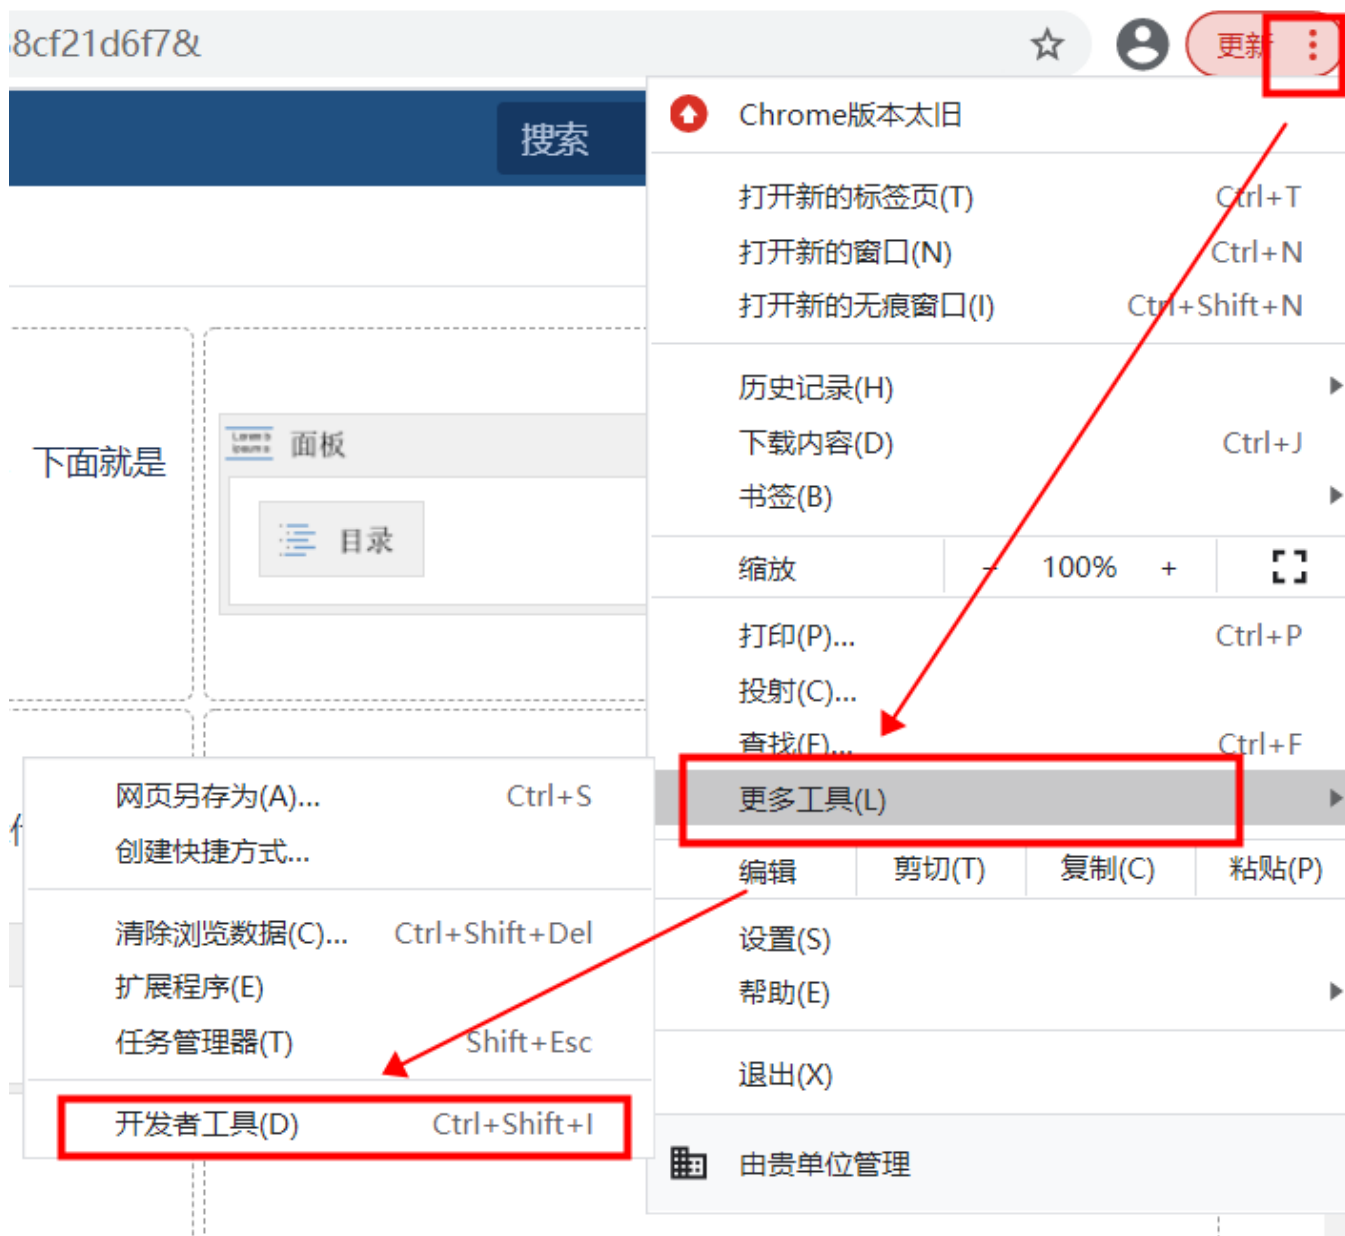 8cf21d6f7&
更新
搜索
Chrome版本太旧
打开新的标签页(T) Ctrl+T
打开新的窗口(N) Ctrl+N
打开新的无痕窗口(I) Ctrl+Shift+N
历史记录(H)
下载内容(D) Ctrl+J
书签(B)
下面就是
面板
目录
缩放 - 100% +
打印(P)... Ctrl+P
投射(C)...
查找(F)... Ctrl+F
更多工具(L)
编辑 剪切(T) 复制(C) 粘贴(P)
设置(S)
帮助(E)
退出(X)
由贵单位管理
网页另存为(A)... Ctrl+S
创建快捷方式...
清除浏览数据(C)... Ctrl+Shift+Del
扩展程序(E)
任务管理器(T) Shift+Esc
开发者工具(D) Ctrl+Shift+I